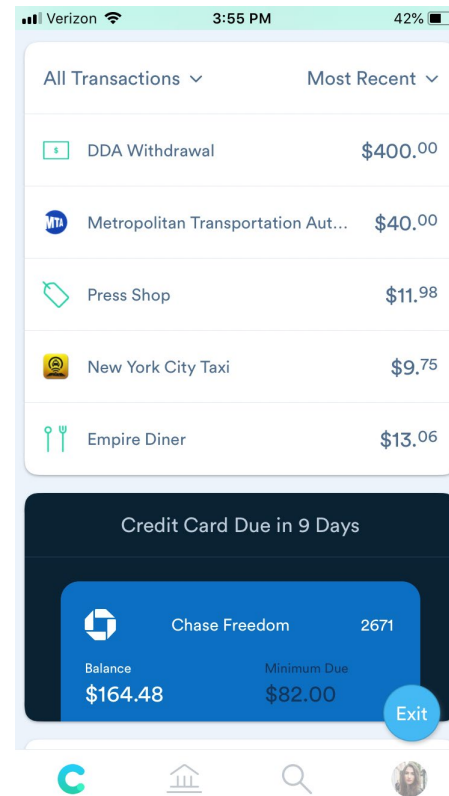 Verizon 3:55 PM 42%
All Transactions Most Recent
$ DDA Withdrawal $400.00
MTA Metropolitan Transportation Aut... $40.00
Press Shop $11.98
New York City Taxi $9.75
Empire Diner $13.06
Credit Card Due in 9 Days
Chase Freedom 2671
Balance Minimum Due
$164.48 $82.00
Exit